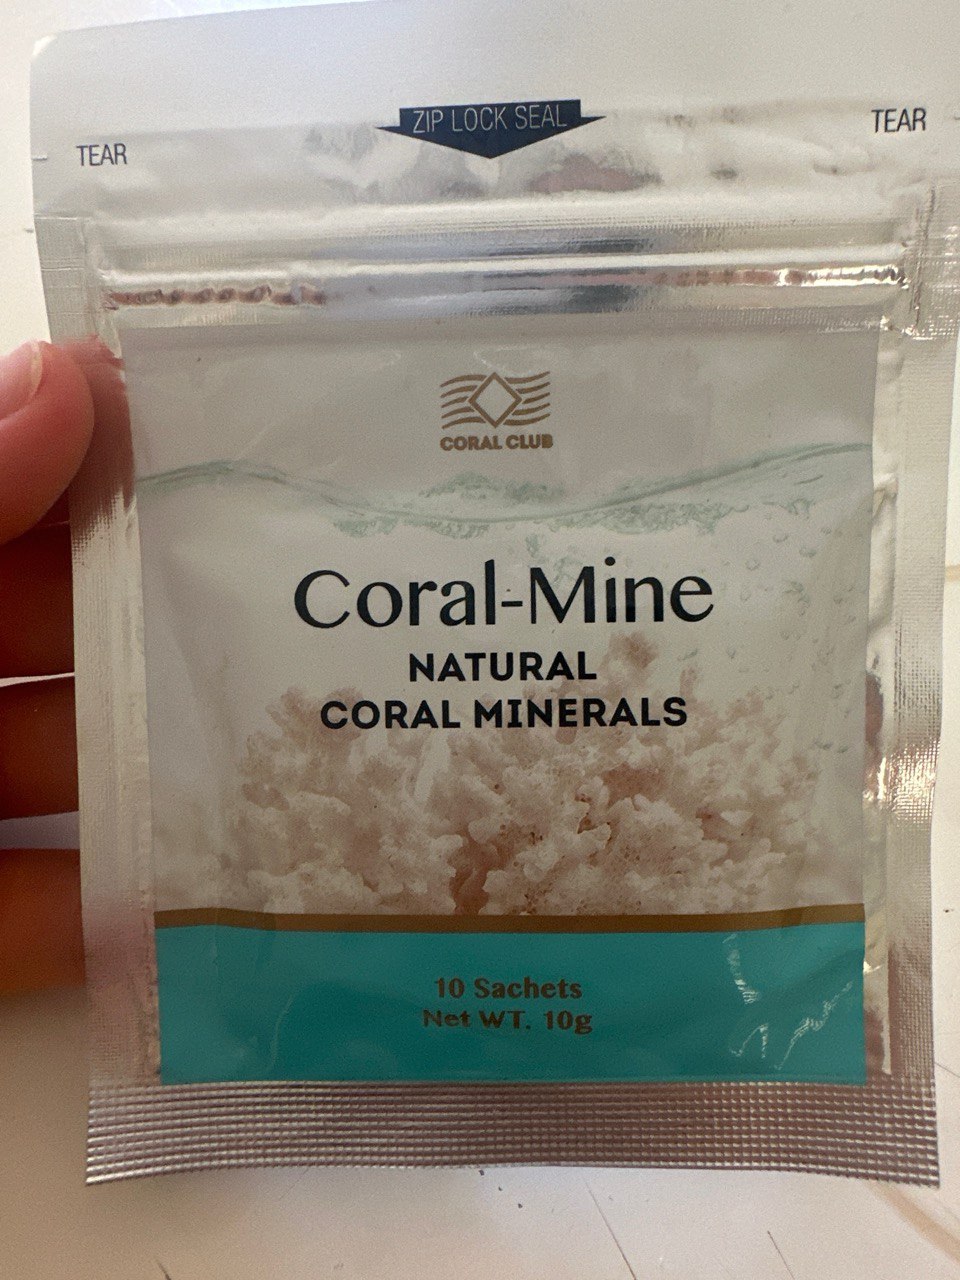 ZIP LOCK SEAL
TEAR
TEAR
CORAL CLUB
Coral-Mine
NATURAL
CORAL MINERALS
10 Sachets
Net WT. 10g